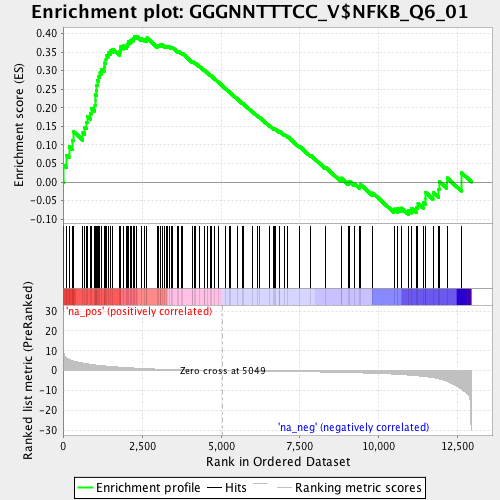 Enrichment plot: GGGNNTTTCC_V$NFKB_Q6_01
Enrichment score (ES)
0.40
0.35
0.30
0.25
0.20
0.15
0.10
0.05
0.00
-0.05
-0.10
'na_pos' (positively correlated)
Ranked list metric (PreRanked)
30
20
10
0
-10
-20
-30
Zero cross at 5049
'na_neg' (negatively correlated)
0
2,500
5,000
7,500
10,000
12,500
Rank in Ordered Dataset
Enrichment profile
Hits
Ranking metric scores